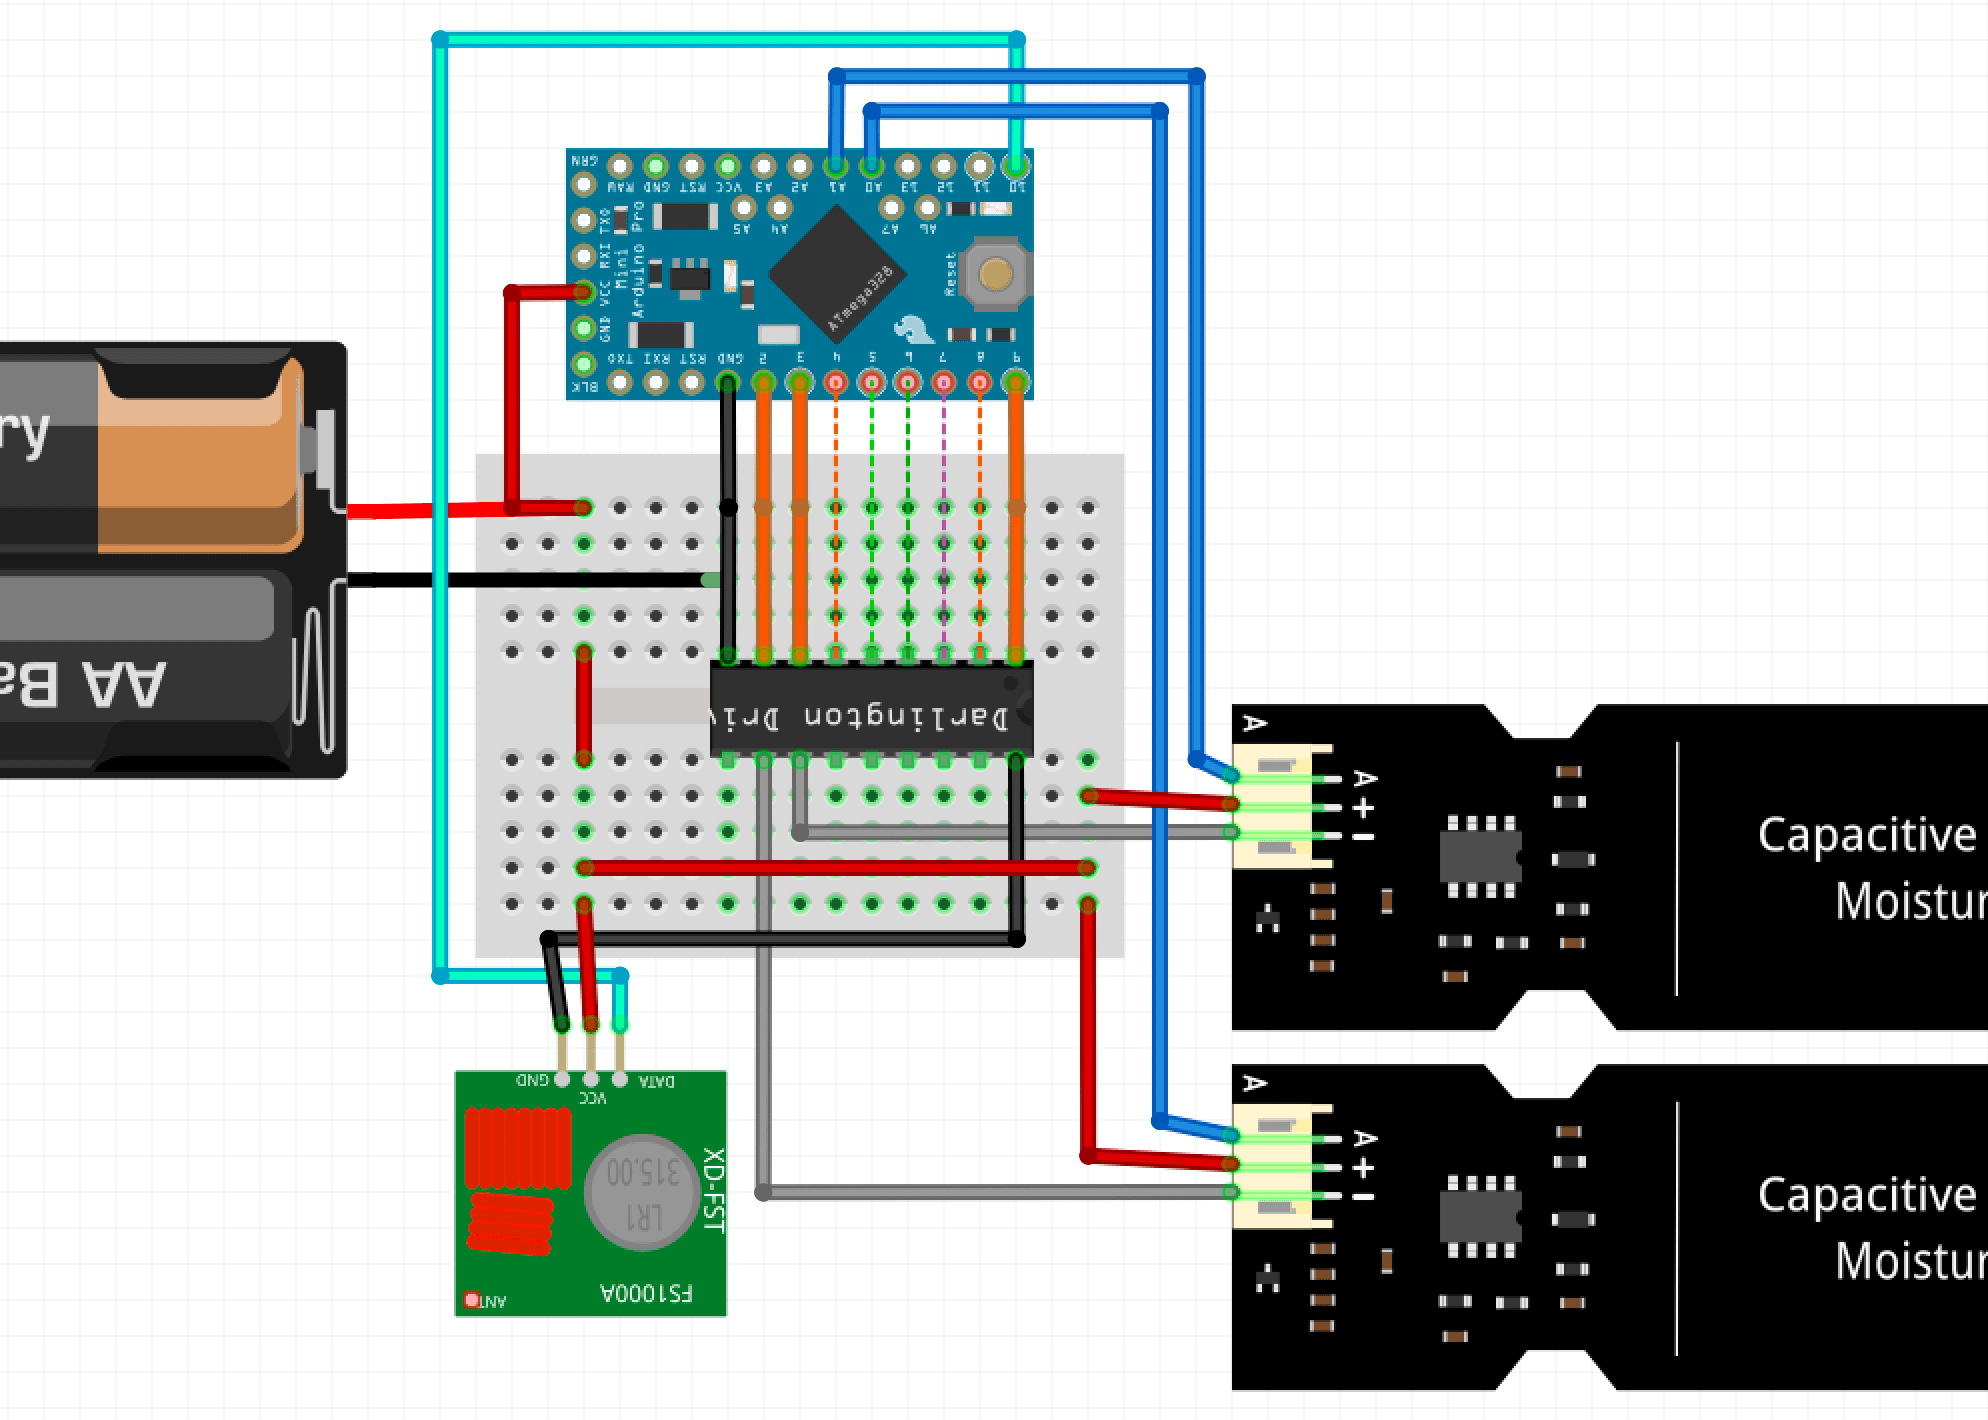 GRN
RAW GND RST VCC A3 A2 A1 A0 13 12 11 10
A5 A4 A7 A6
TXO
RXI
VCC
GND
BLK
Arduino Pro
Mini
ATmega328
Reset
TXO RXI RST GND 2 3 4 5 6 7 8 9
ry
AA Ba
Darlington Driv
A
A
+
-
Capacitive
Moistur
A
A
+
-
Capacitive
Moistur
GND
VCC
DATA
315.00
LR1
XD-FST
FS1000A
ANT